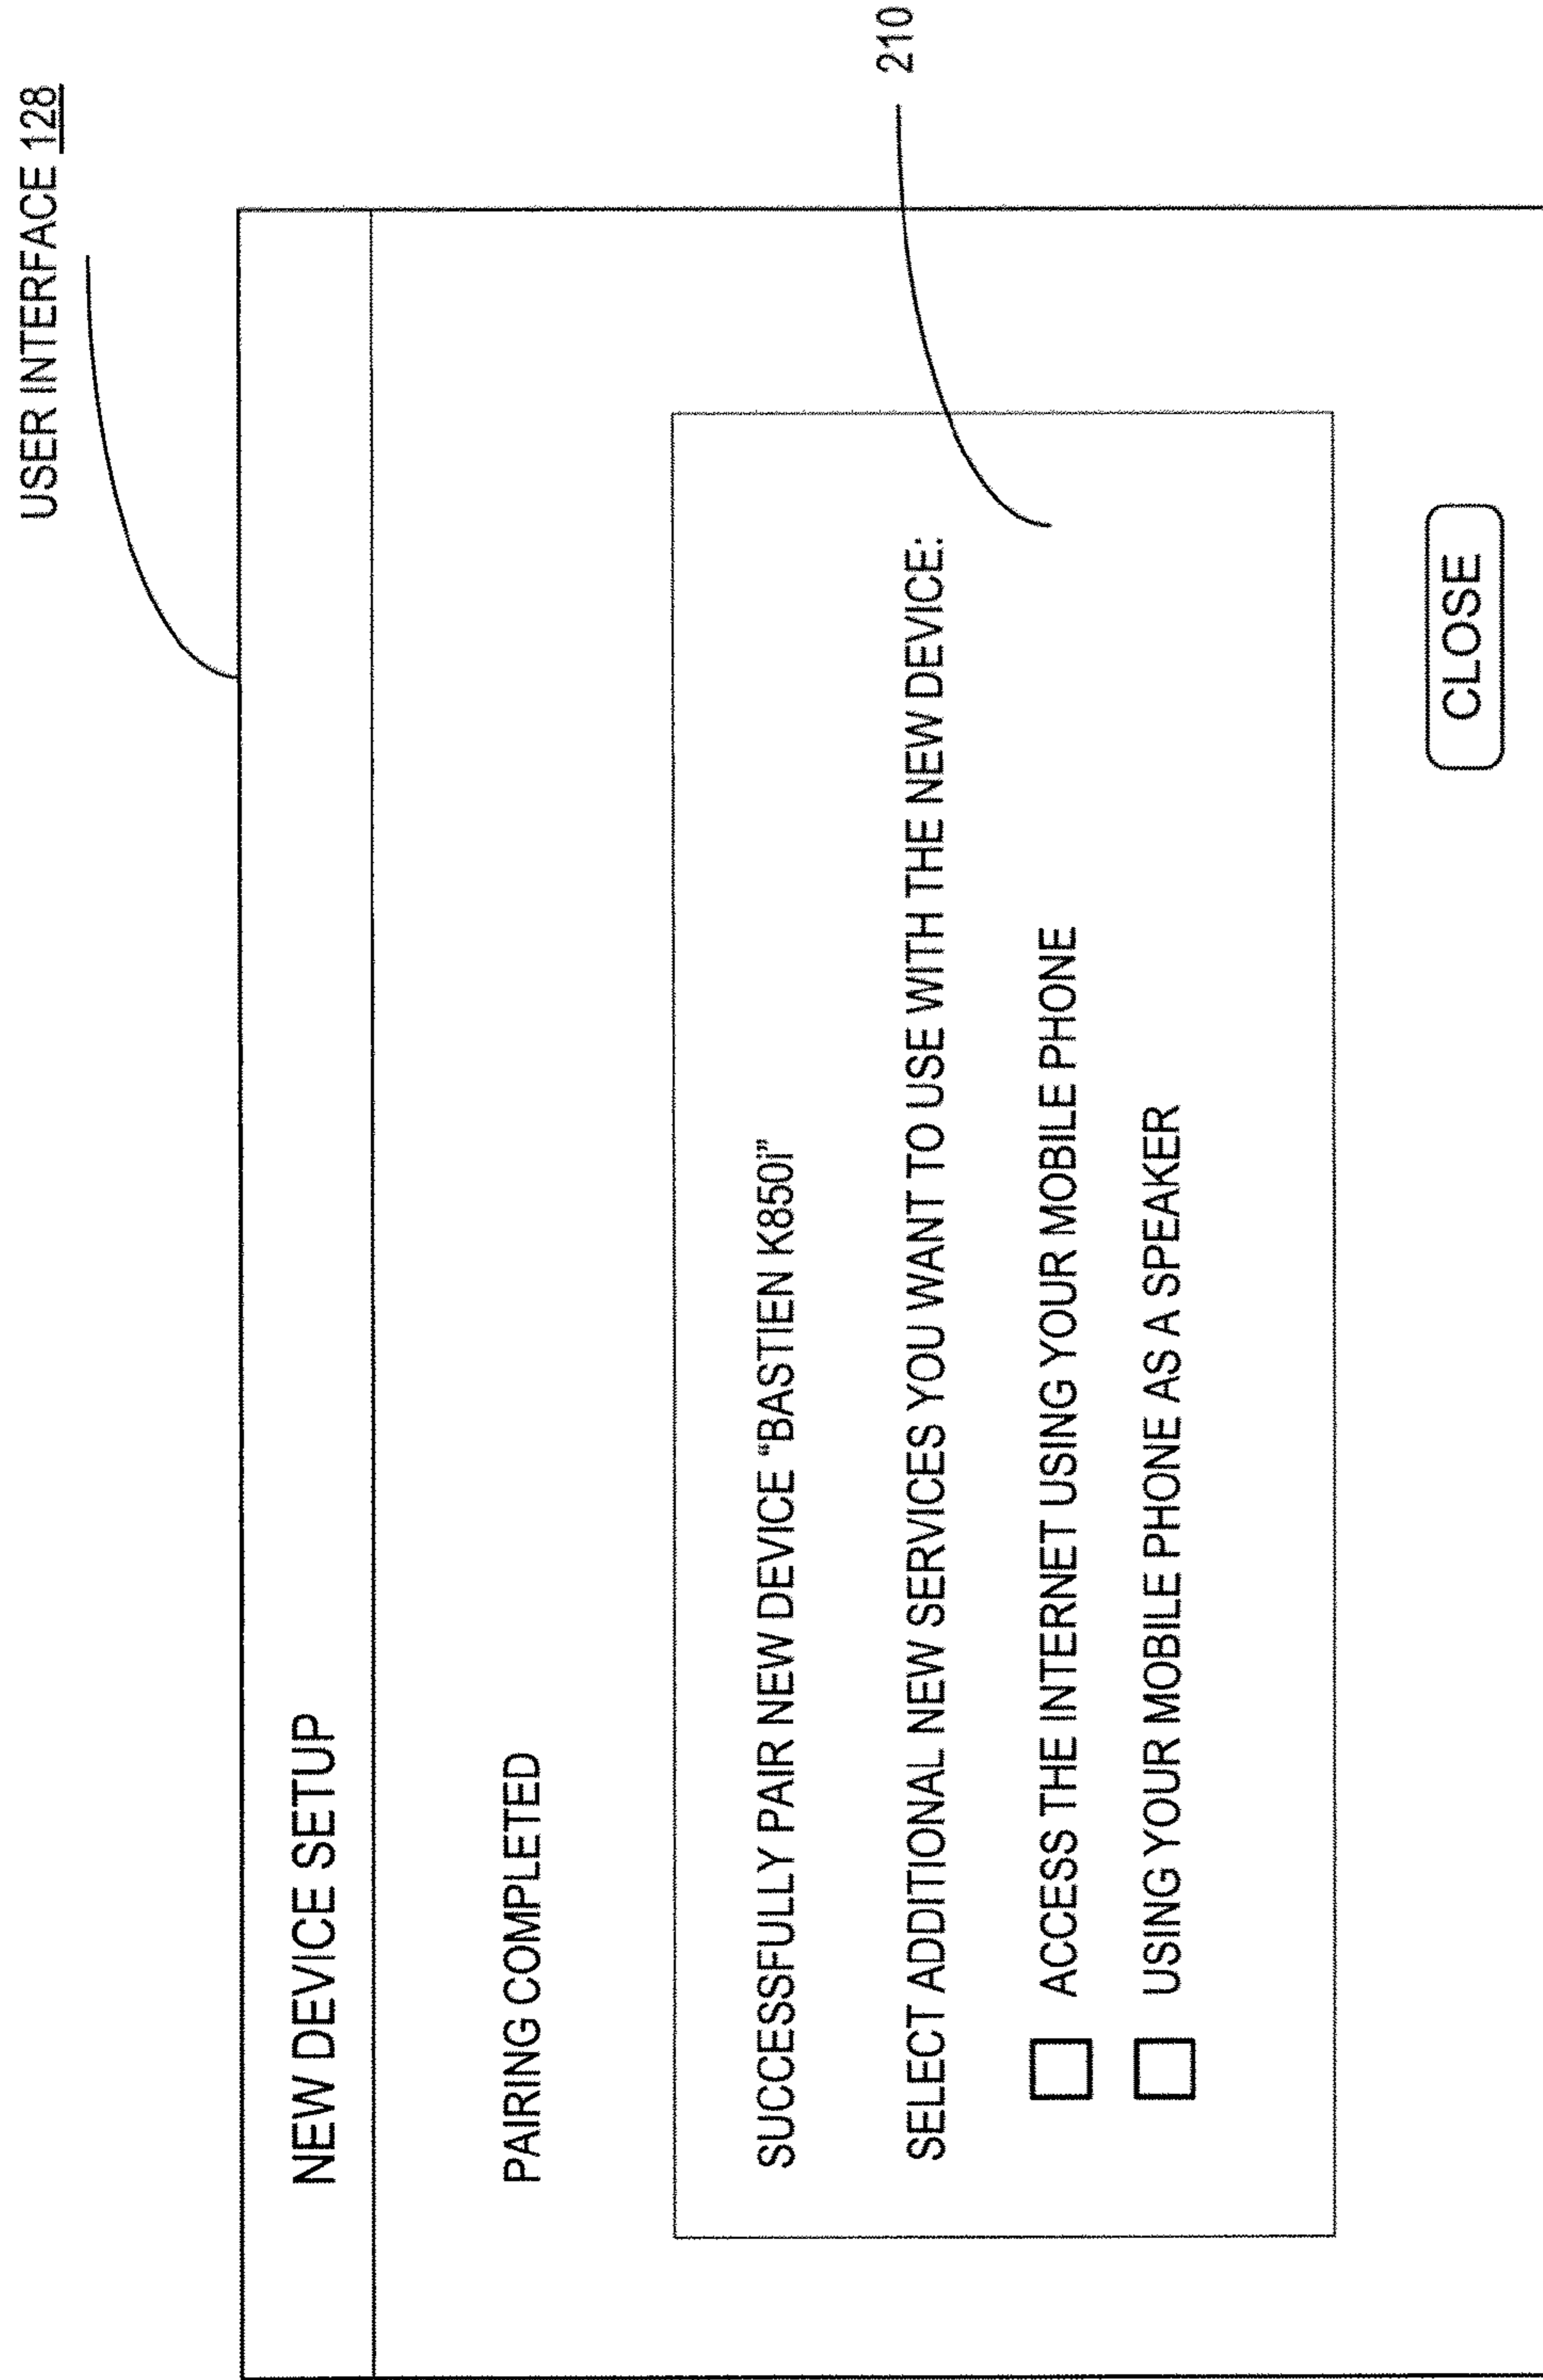 USER INTERFACE 128
NEW DEVICE SETUP
PAIRING COMPLETED
SUCCESSFULLY PAIR NEW DEVICE “BASTIEN K850i”
SELECT ADDITIONAL NEW SERVICES YOU WANT TO USE WITH THE NEW DEVICE:
210
ACCESS THE INTERNET USING YOUR MOBILE PHONE
USING YOUR MOBILE PHONE AS A SPEAKER
CLOSE